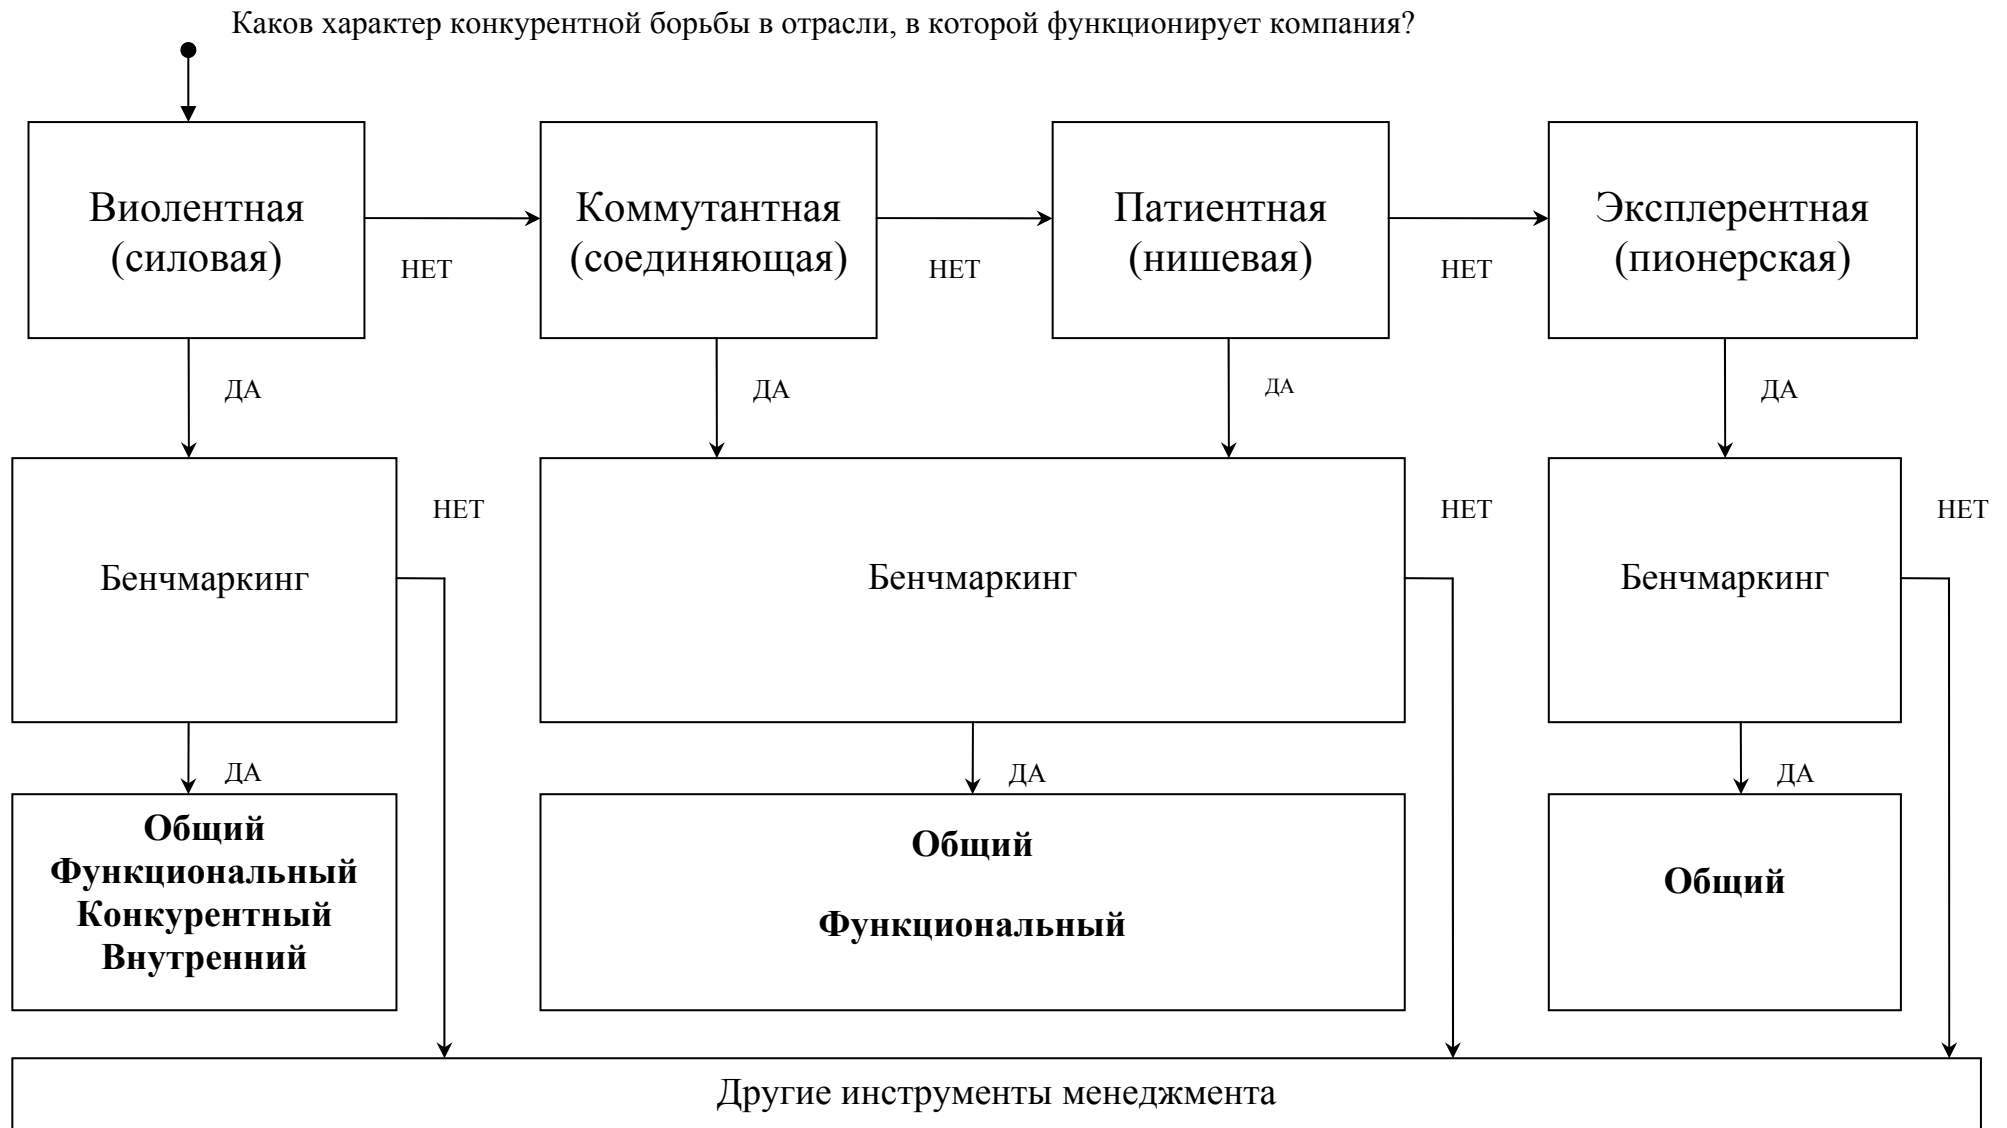 Каков характер конкурентной борьбы в отрасли, в которой функционирует компания?
Виолентная
(силовая)
НЕТ
Коммутантная
(соединяющая)
НЕТ
Патиентная
(нишевая)
НЕТ
Эксплерентная
(пионерская)
ДА
ДА
ДА
ДА
Бенчмаркинг
НЕТ
Бенчмаркинг
НЕТ
Бенчмаркинг
НЕТ
ДА
ДА
ДА
Общий
Функциональный
Конкурентный
Внутренний
Общий
Функциональный
Общий
Другие инструменты менеджмента